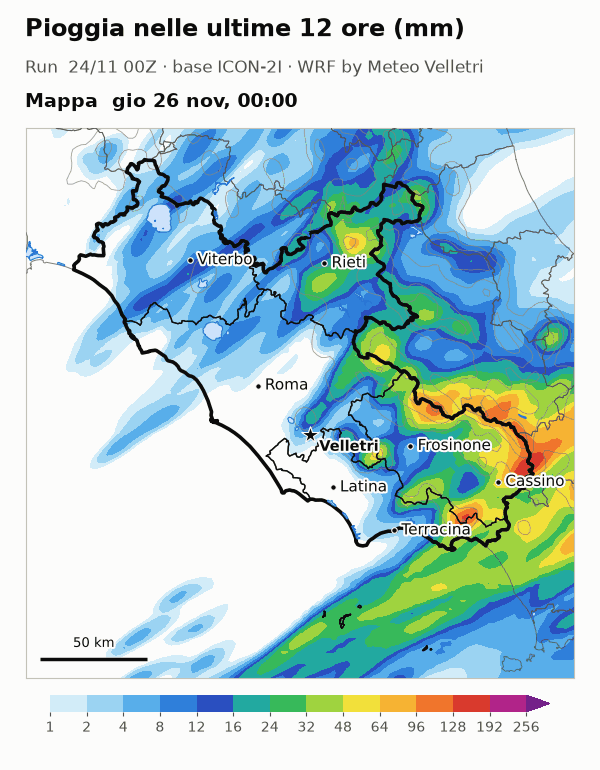 Pioggia nelle ultime 12 ore (mm)
Run 24/11 00Z · base ICON-2I · WRF by Meteo Velletri
Mappa gio 26 nov, 00:00
Viterbo
Rieti
Roma
Velletri
Frosinone
Cassino
Latina
Terracina
50 km
1 2 4 8 12 16 24 32 48 64 96 128 192 256